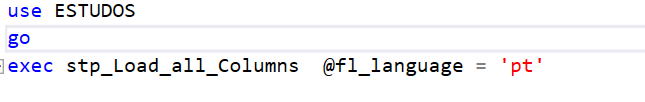 use ESTUDOS
go
exec stp_Load_all_Columns  @fl_language = 'pt'